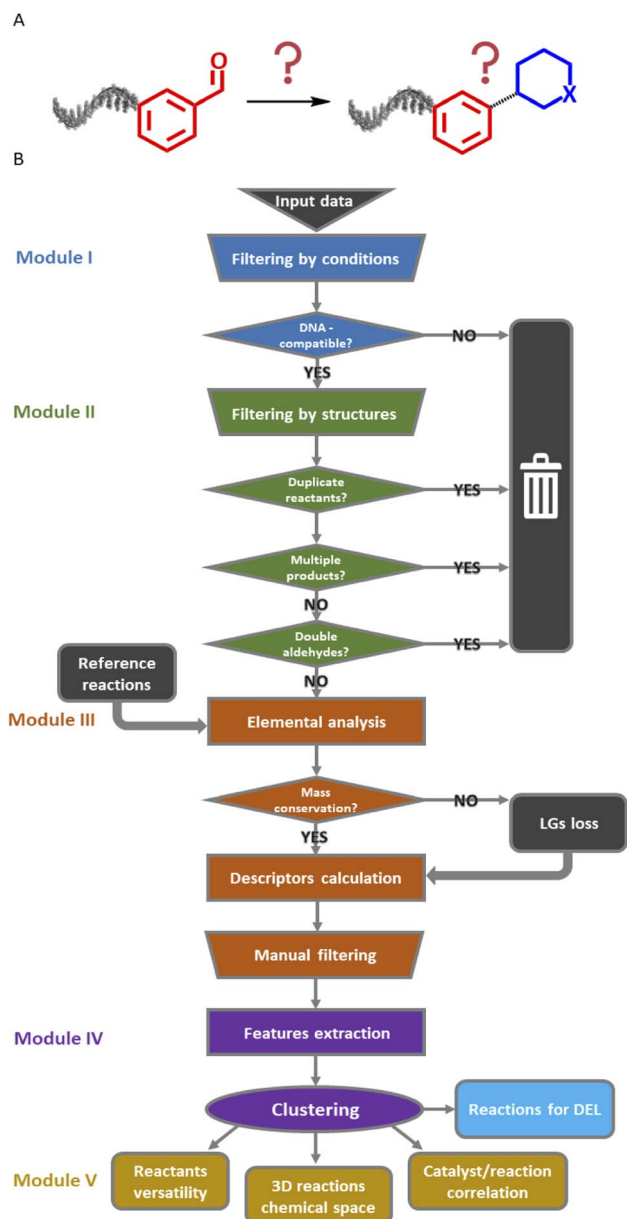 A
O
?
?
X
B
Input data
Module I
Filtering by conditions
DNA -
compatible?
NO
YES
Module II
Filtering by structures
Duplicate
reactants?
YES
Multiple
products?
YES
NO
Double
aldehydes?
YES
NO
Reference
reactions
Module III
Elemental analysis
Mass
conservation?
NO
LGs loss
YES
Descriptors calculation
Manual filtering
Module IV
Features extraction
Clustering
Reactions for DEL
Module V
Reactants
versatility
3D reactions
chemical space
Catalyst/reaction
correlation